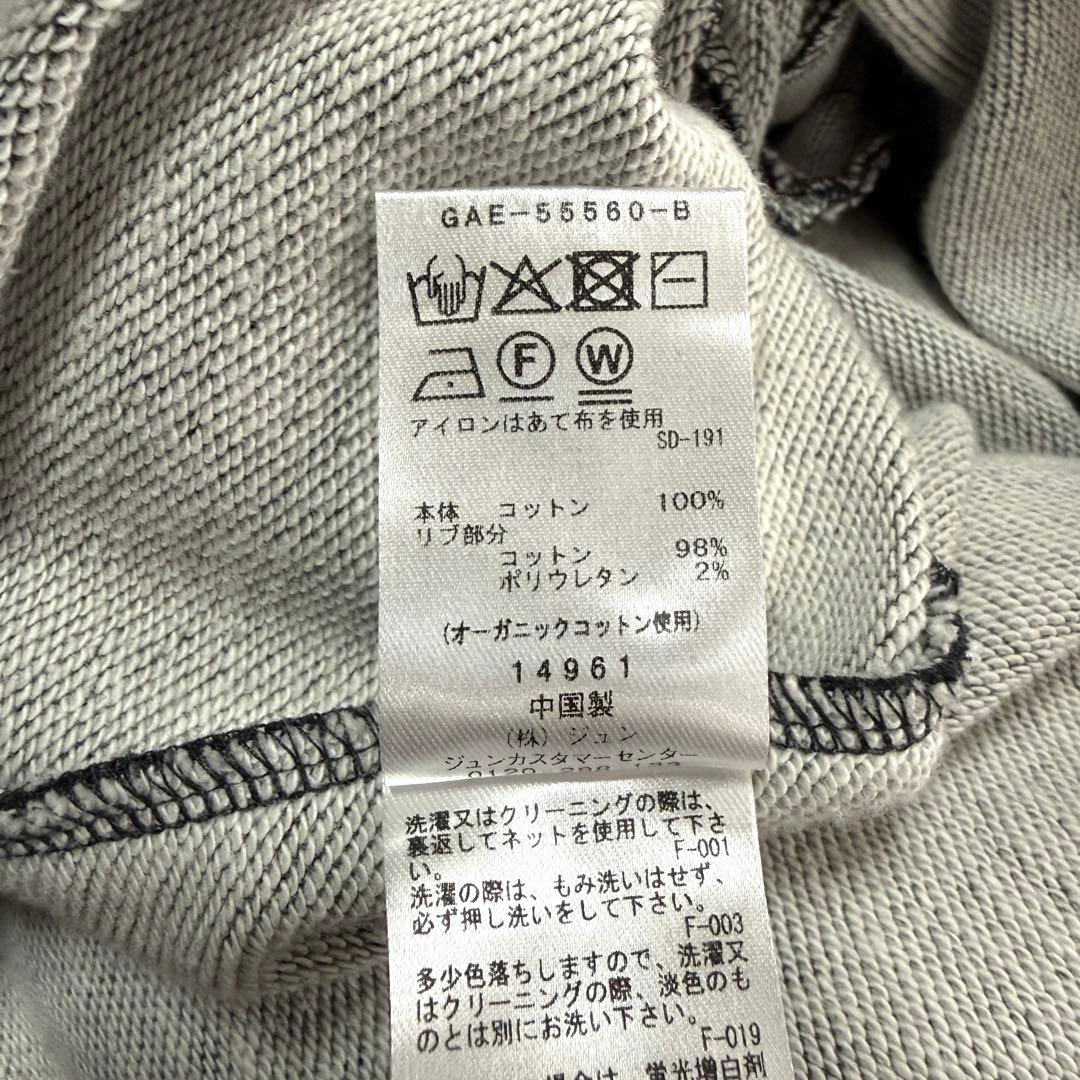 GAE-55560-B
F W
アイロンはあて布を使用
SD-191
本体 コットン 100%
リブ部分
コットン 98%
ポリウレタン 2%
(オーガニックコットン使用)
14961
中国製
(株)ジュン
ジュンカスタマーセンター
洗濯又はクリーニングの際は、
裏返してネットを使用して下さ
い。
F-001
洗濯の際は、もみ洗いはせず、
必ず押し洗いをして下さい。
F-003
多少色落ちしますので、洗濯又
はクリーニングの際、淡色のも
のとは別にお洗い下さい。
F-019
場合は、蛍光増白剤